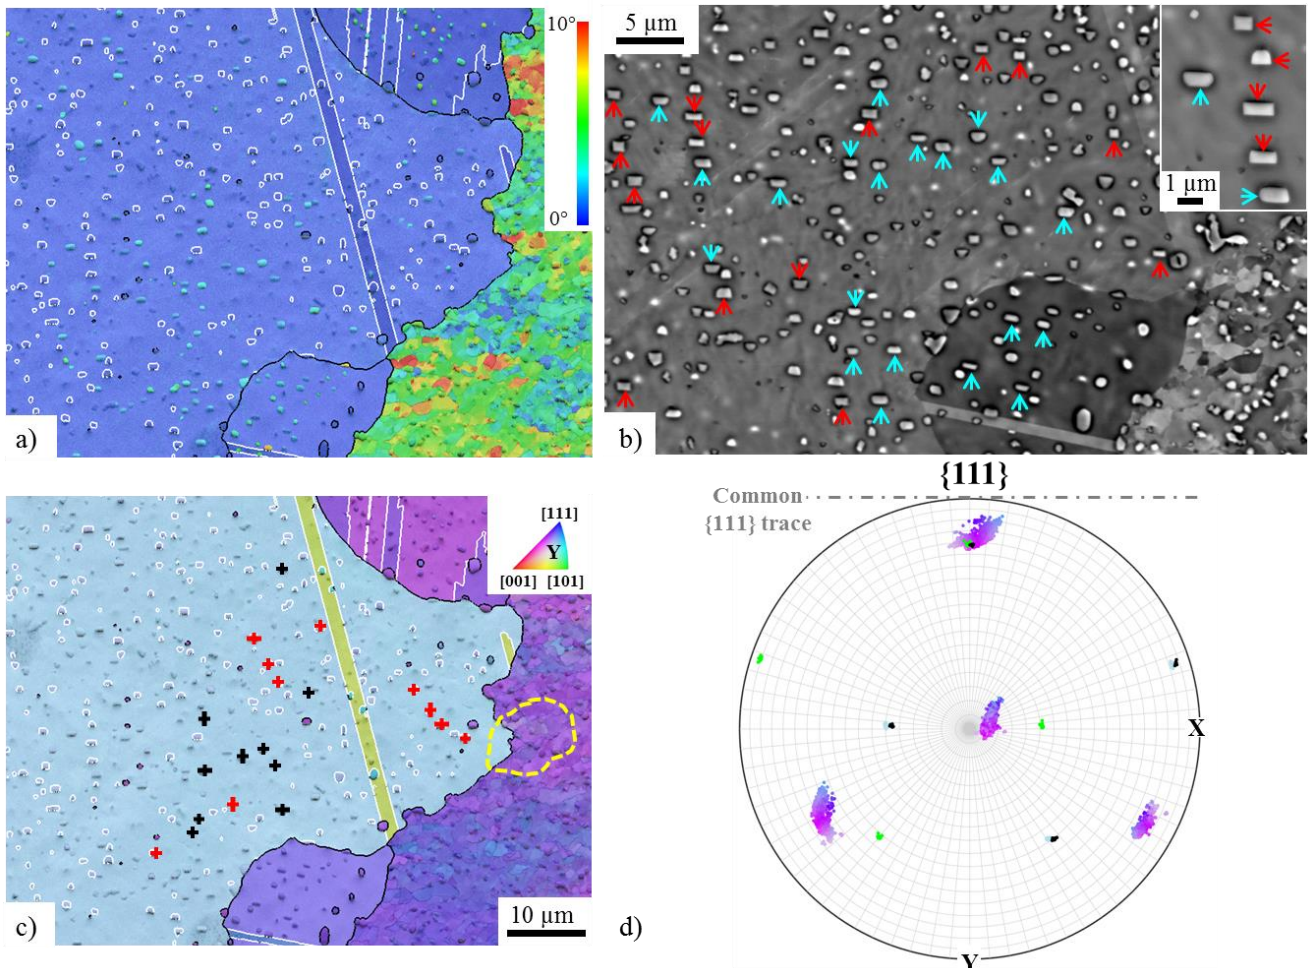 10°
0°
a)
5 µm
1 µm
b)
[111]
Y
[001] [101]
10 µm
c)
{111}
Common
{111} trace
X
Y
d)